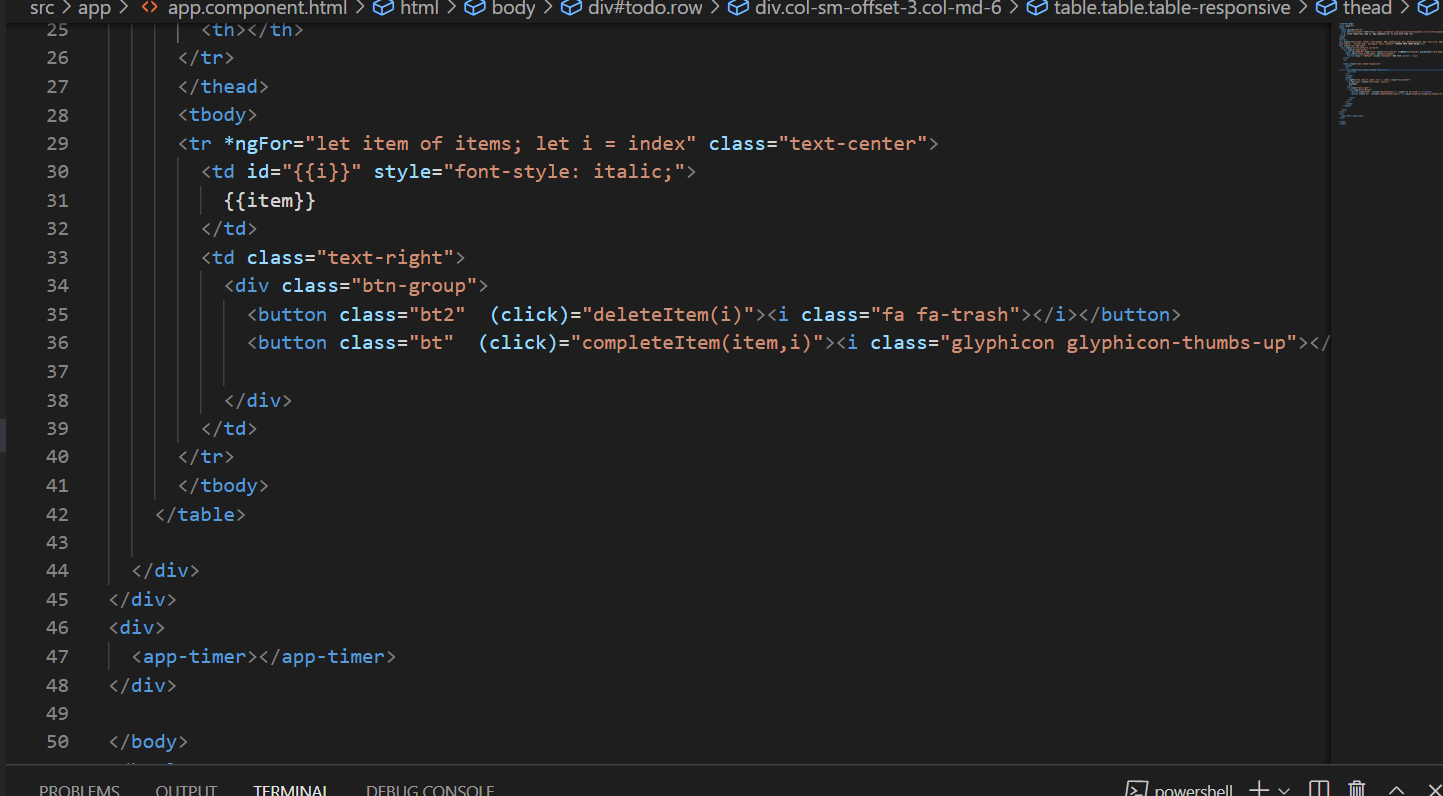 src > app > <> app.component.html > html > body > div#todo.row > div.col-sm-offset-3.col-md-6 > table.table.table-responsive > thead >
25 <th></th>
26 </tr>
27 </thead>
28 <tbody>
29 <tr *ngFor="let item of items; let i = index" class="text-center">
30 <td id="{{i}}" style="font-style: italic;">
31 {{item}}
32 </td>
33 <td class="text-right">
34 <div class="btn-group">
35 <button class="bt2"  (click)="deleteItem(i)"><i class="fa fa-trash"></i></button>
36 <button class="bt"  (click)="completeItem(item,i)"><i class="glyphicon glyphicon-thumbs-up"></
37
38 </div>
39 </td>
40 </tr>
41 </tbody>
42 </table>
43
44 </div>
45 </div>
46 <div>
47 <app-timer></app-timer>
48 </div>
49
50 </body>
PROBLEMS OUTPUT TERMINAL DEBUG CONSOLE powershell